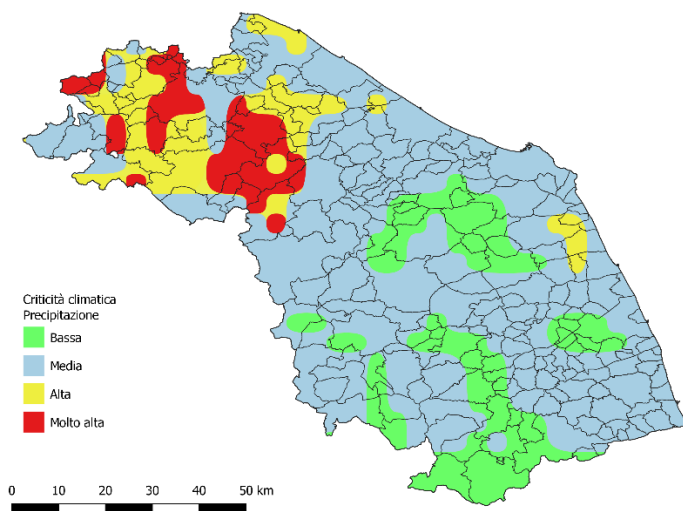 Criticità climatica
Precipitazione
Bassa
Media
Alta
Molto alta
0 10 20 30 40 50 km